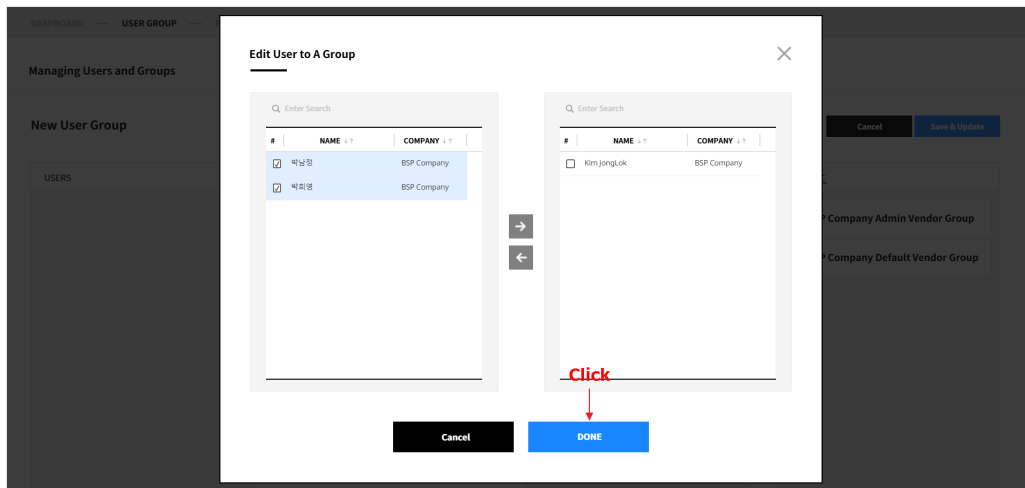 DASHBOARD — USER GROUP —
Managing Users and Groups
New User Group
Cancel
Save & Update
USERS
Company Admin Vendor Group
Company Default Vendor Group
Edit User to A Group
Enter Search
# NAME ↓↑ COMPANY ↓↑
박남정 BSP Company
박희영 BSP Company
Enter Search
# NAME ↓↑ COMPANY ↓↑
Kim JongLok BSP Company
Click
Cancel
DONE